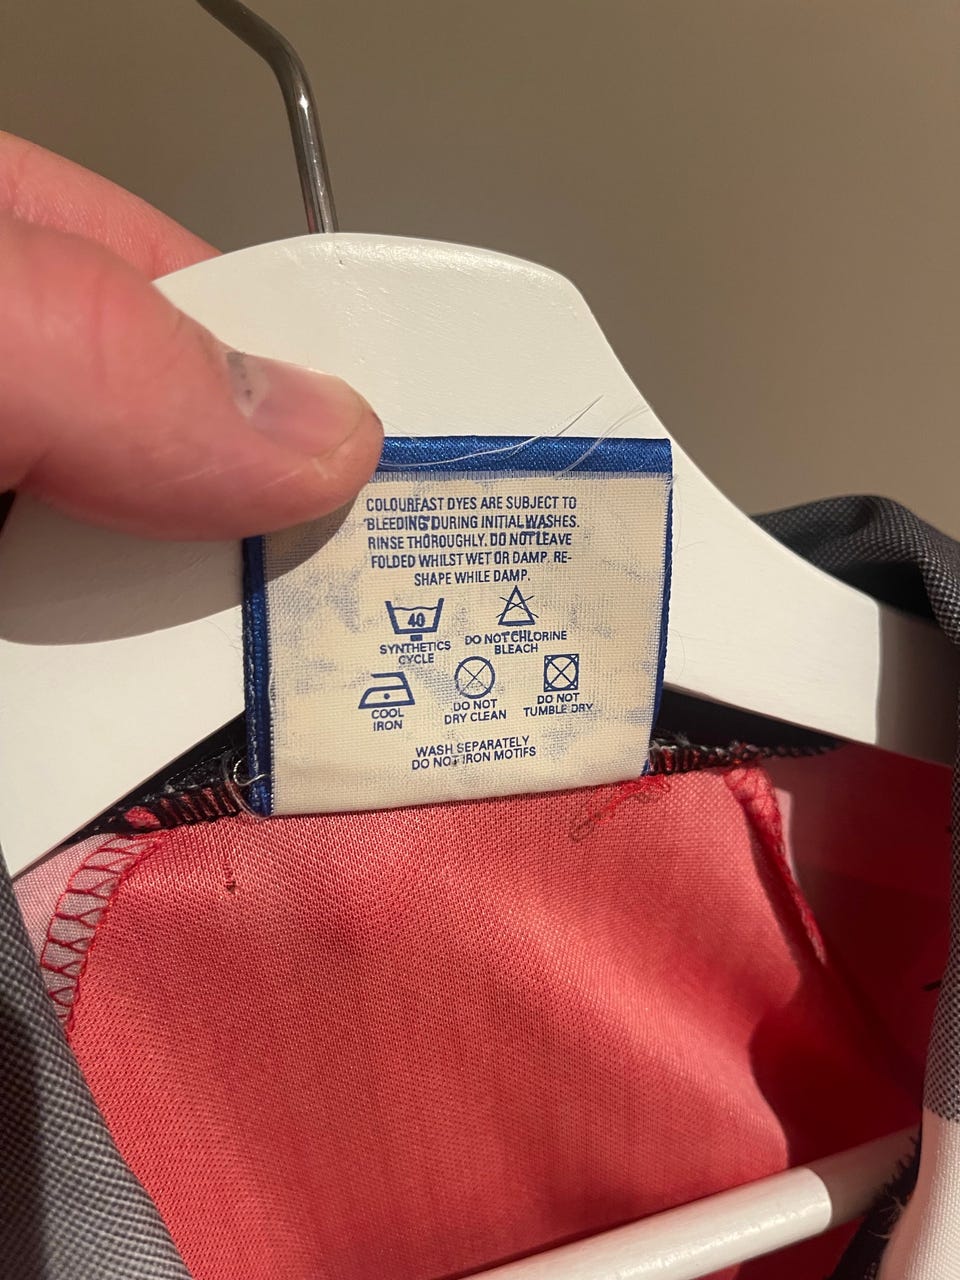 COLOURFAST DYES ARE SUBJECT TO
"BLEEDING" DURING INITIAL WASHES.
RINSE THOROUGHLY. DO NOT LEAVE
FOLDED WHILST WET OR DAMP. RE-
SHAPE WHILE DAMP.
40
SYNTHETICS
CYCLE
DO NOT CHLORINE
BLEACH
COOL
IRON
DO NOT
DRY CLEAN
DO NOT
TUMBLE DRY
WASH SEPARATELY
DO NOT IRON MOTIFS